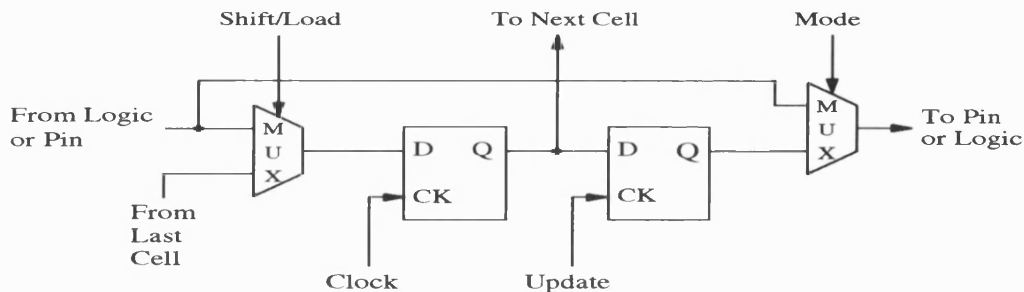 Shift/Load
To Next Cell
Mode
From Logic
or Pin
M
U
X
D
Q
CK
D
Q
CK
M
U
X
To Pin
or Logic
From
Last
Cell
Clock
Update